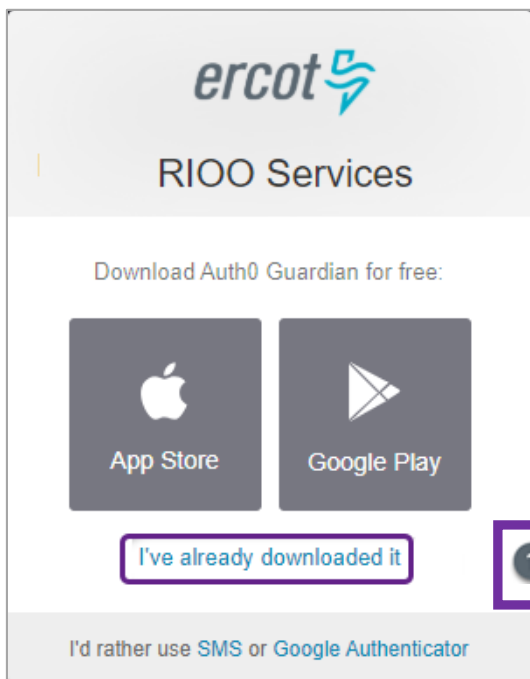 ercot
RIOO Services
Download Auth0 Guardian for free:
App Store
Google Play
I've already downloaded it
I'd rather use SMS or Google Authenticator